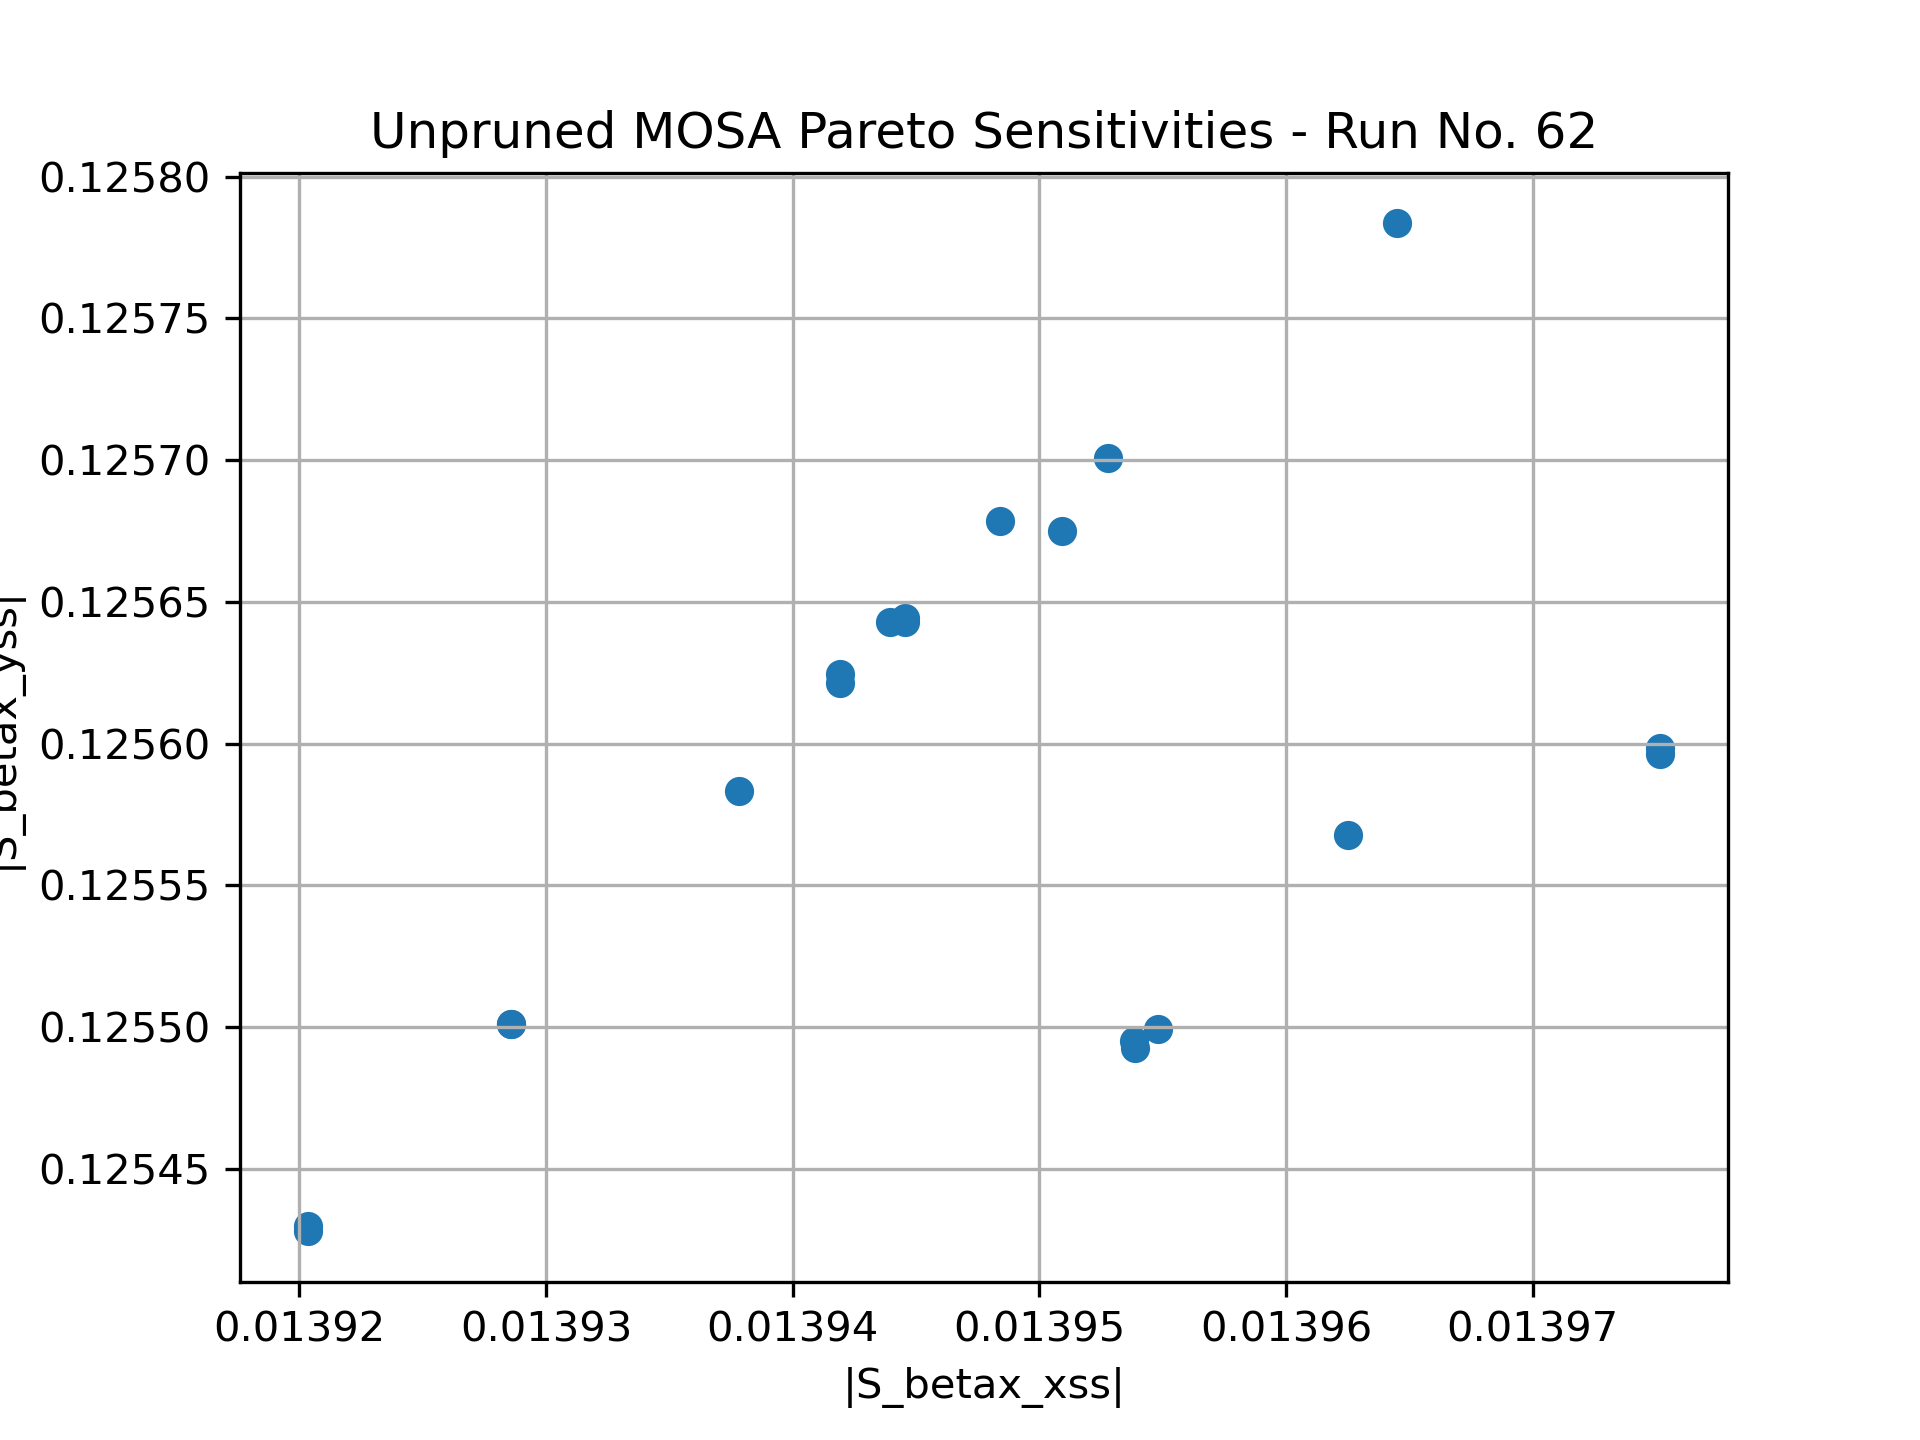 Unpruned MOSA Pareto Sensitivities - Run No. 62
0.12580
0.12575
0.12570
0.12565
0.12560
0.12555
0.12550
0.12545
|S_betax_yss|
0.01392 0.01393 0.01394 0.01395 0.01396 0.01397
|S_betax_xss|